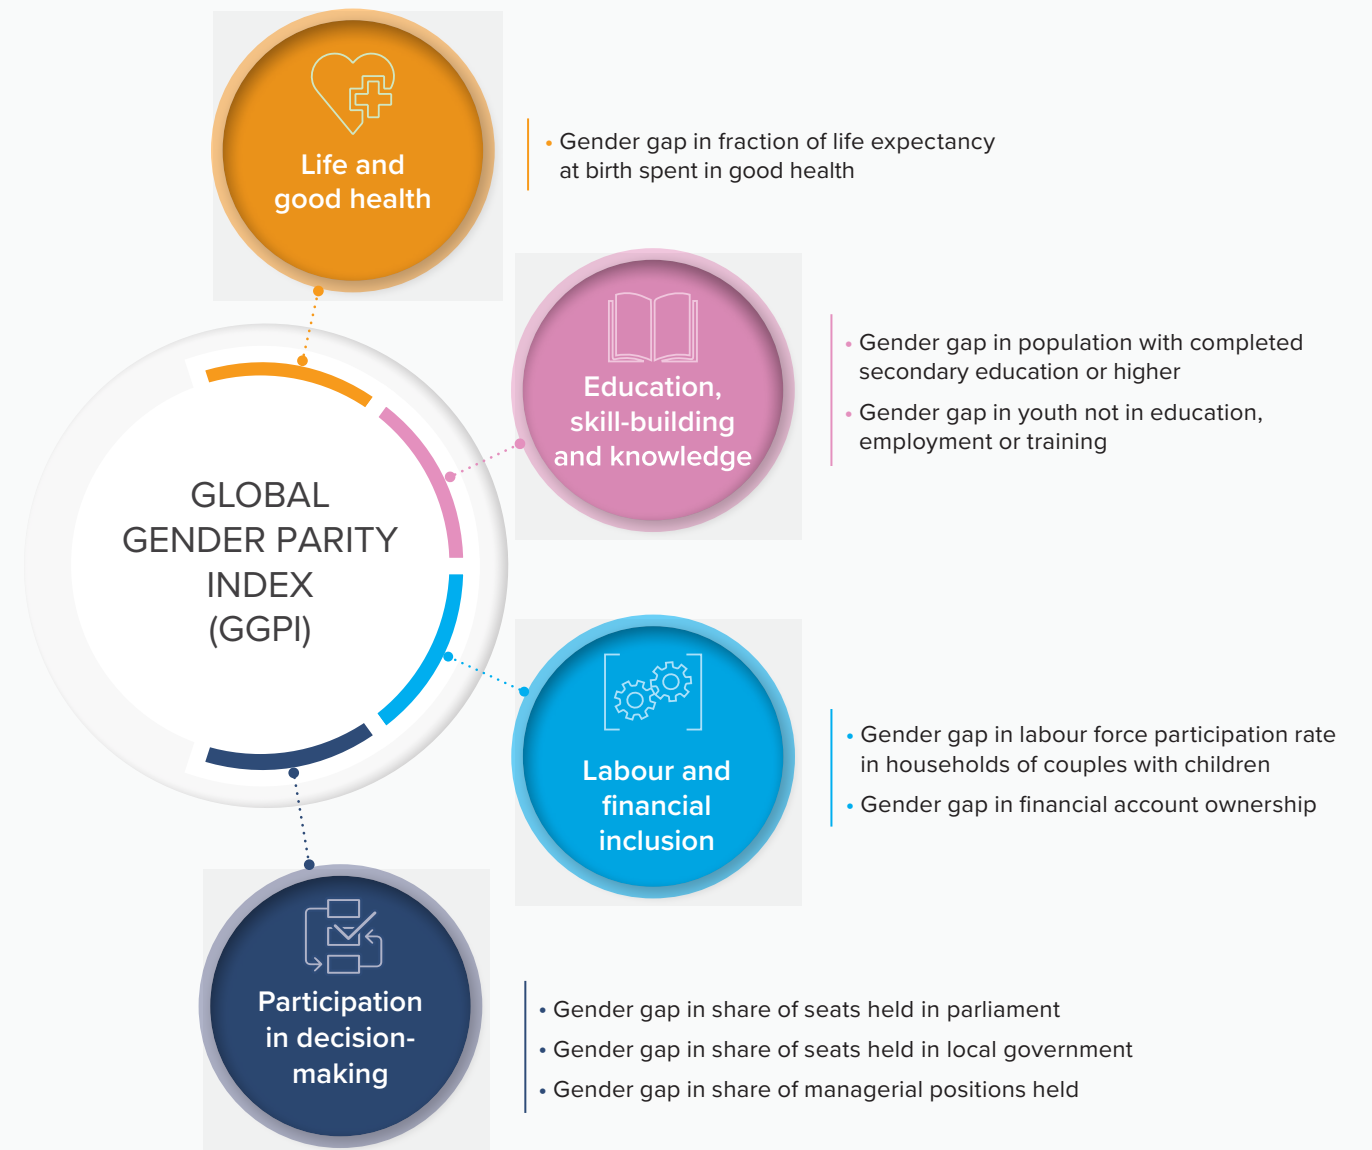 Life and
good health
• Gender gap in fraction of life expectancy
at birth spent in good health
Education,
skill-building
and knowledge
• Gender gap in population with completed
secondary education or higher
• Gender gap in youth not in education,
employment or training
GLOBAL
GENDER PARITY
INDEX
(GGPI)
Labour and
financial
inclusion
• Gender gap in labour force participation rate
in households of couples with children
• Gender gap in financial account ownership
Participation
in decision-
making
• Gender gap in share of seats held in parliament
• Gender gap in share of seats held in local government
• Gender gap in share of managerial positions held